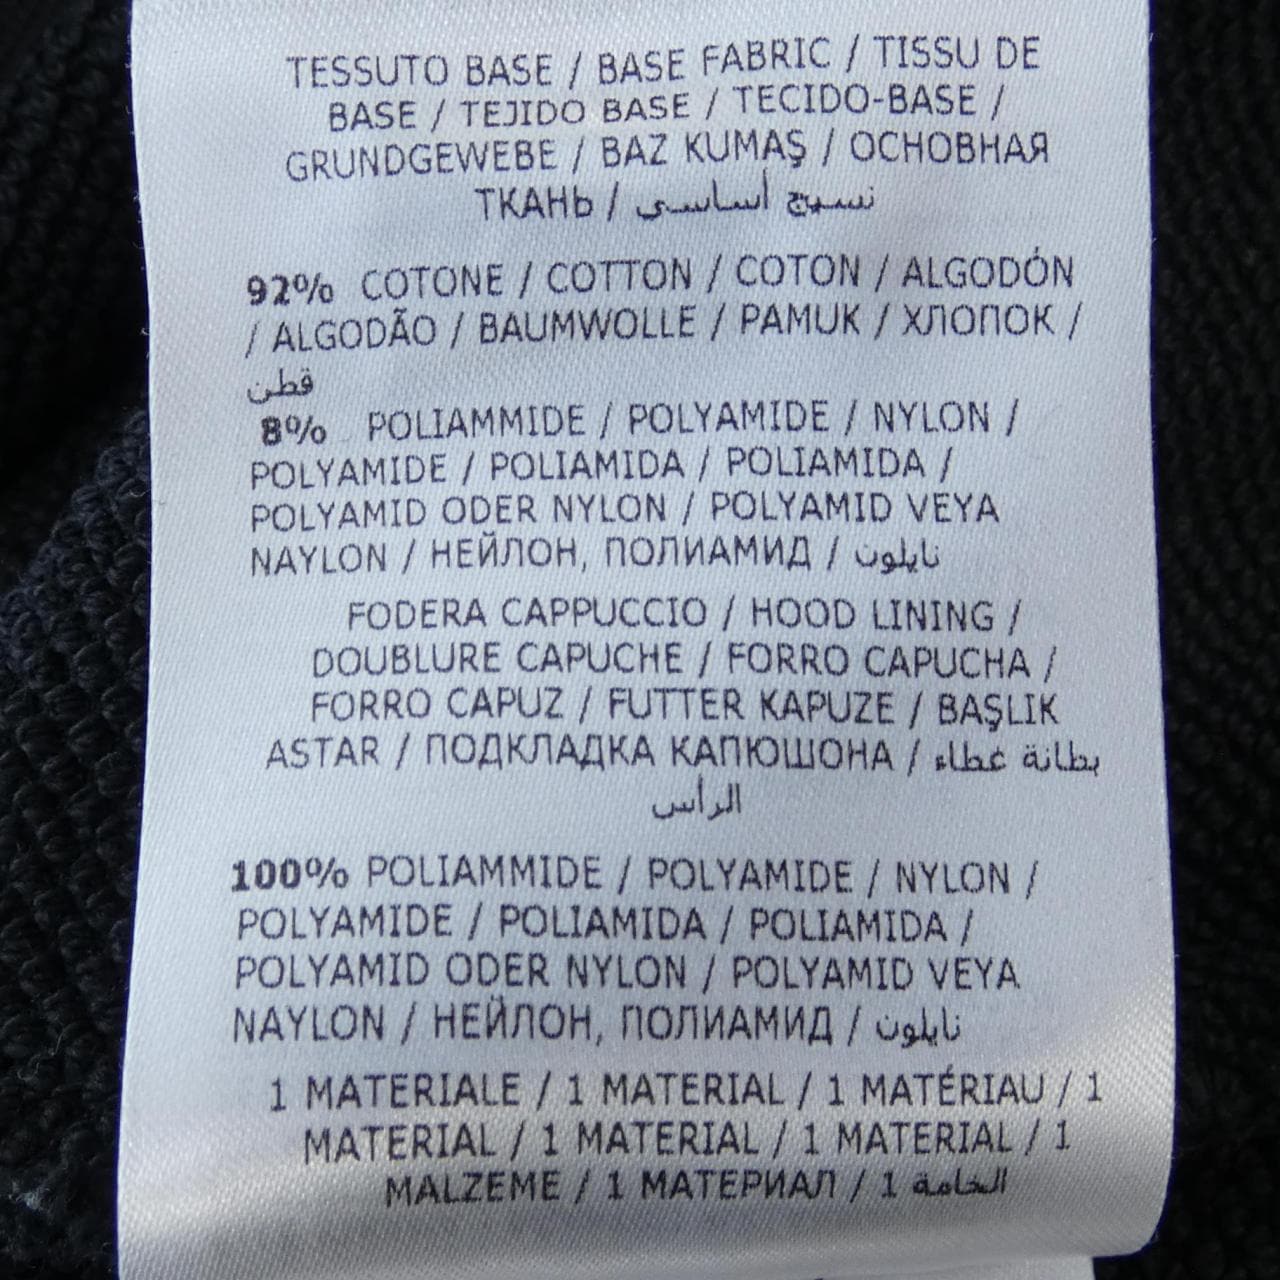 TESSUTO BASE / BASE FABRIC / TISSU DE
BASE / TEJIDO BASE / TECIDO-BASE /
GRUNDGEWEBE / BAZ KUMAŞ / ОСНОВНАЯ
ТКАНЬ / نسيج أساسي
92% COTONE / COTTON / COTON / ALGODÓN
/ ALGODÃO / BAUMWOLLE / PAMUK / ХЛОПОК /
قطن
8% POLIAMMIDE / POLYAMIDE / NYLON /
POLYAMIDE / POLIAMIDA / POLIAMIDA /
POLYAMID ODER NYLON / POLYAMID VEYA
NAYLON / НЕЙЛОН, ПОЛИАМИД / نايلون
FODERA CAPPUCCIO / HOOD LINING /
DOUBLURE CAPUCHE / FORRO CAPUCHA /
FORRO CAPUZ / FUTTER KAPUZE / BAŞLIK
ASTAR / ПОДКЛАДКА КАПЮШОНА / بطانة غطاء
الرأس
100% POLIAMMIDE / POLYAMIDE / NYLON /
POLYAMIDE / POLIAMIDA / POLIAMIDA /
POLYAMID ODER NYLON / POLYAMID VEYA
NAYLON / НЕЙЛОН, ПОЛИАМИД / نايلون
1 MATERIALE / 1 MATERIAL / 1 MATÉRIAU / 1
MATERIAL / 1 MATERIAL / 1 MATERIAL / 1
MALZEME / 1 МАТЕРИАЛ / 1 الخامة